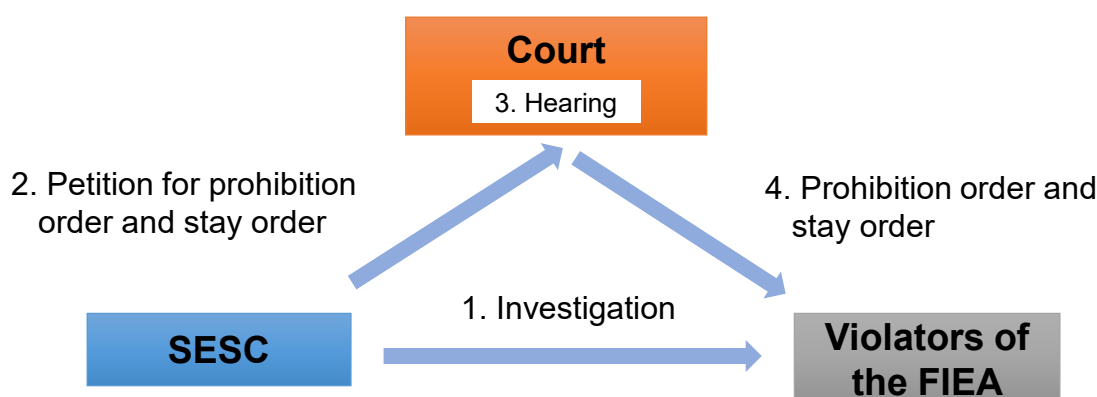 Court
3. Hearing
2. Petition for prohibition
order and stay order
4. Prohibition order and
stay order
1. Investigation
SESC
Violators of
the FIEA